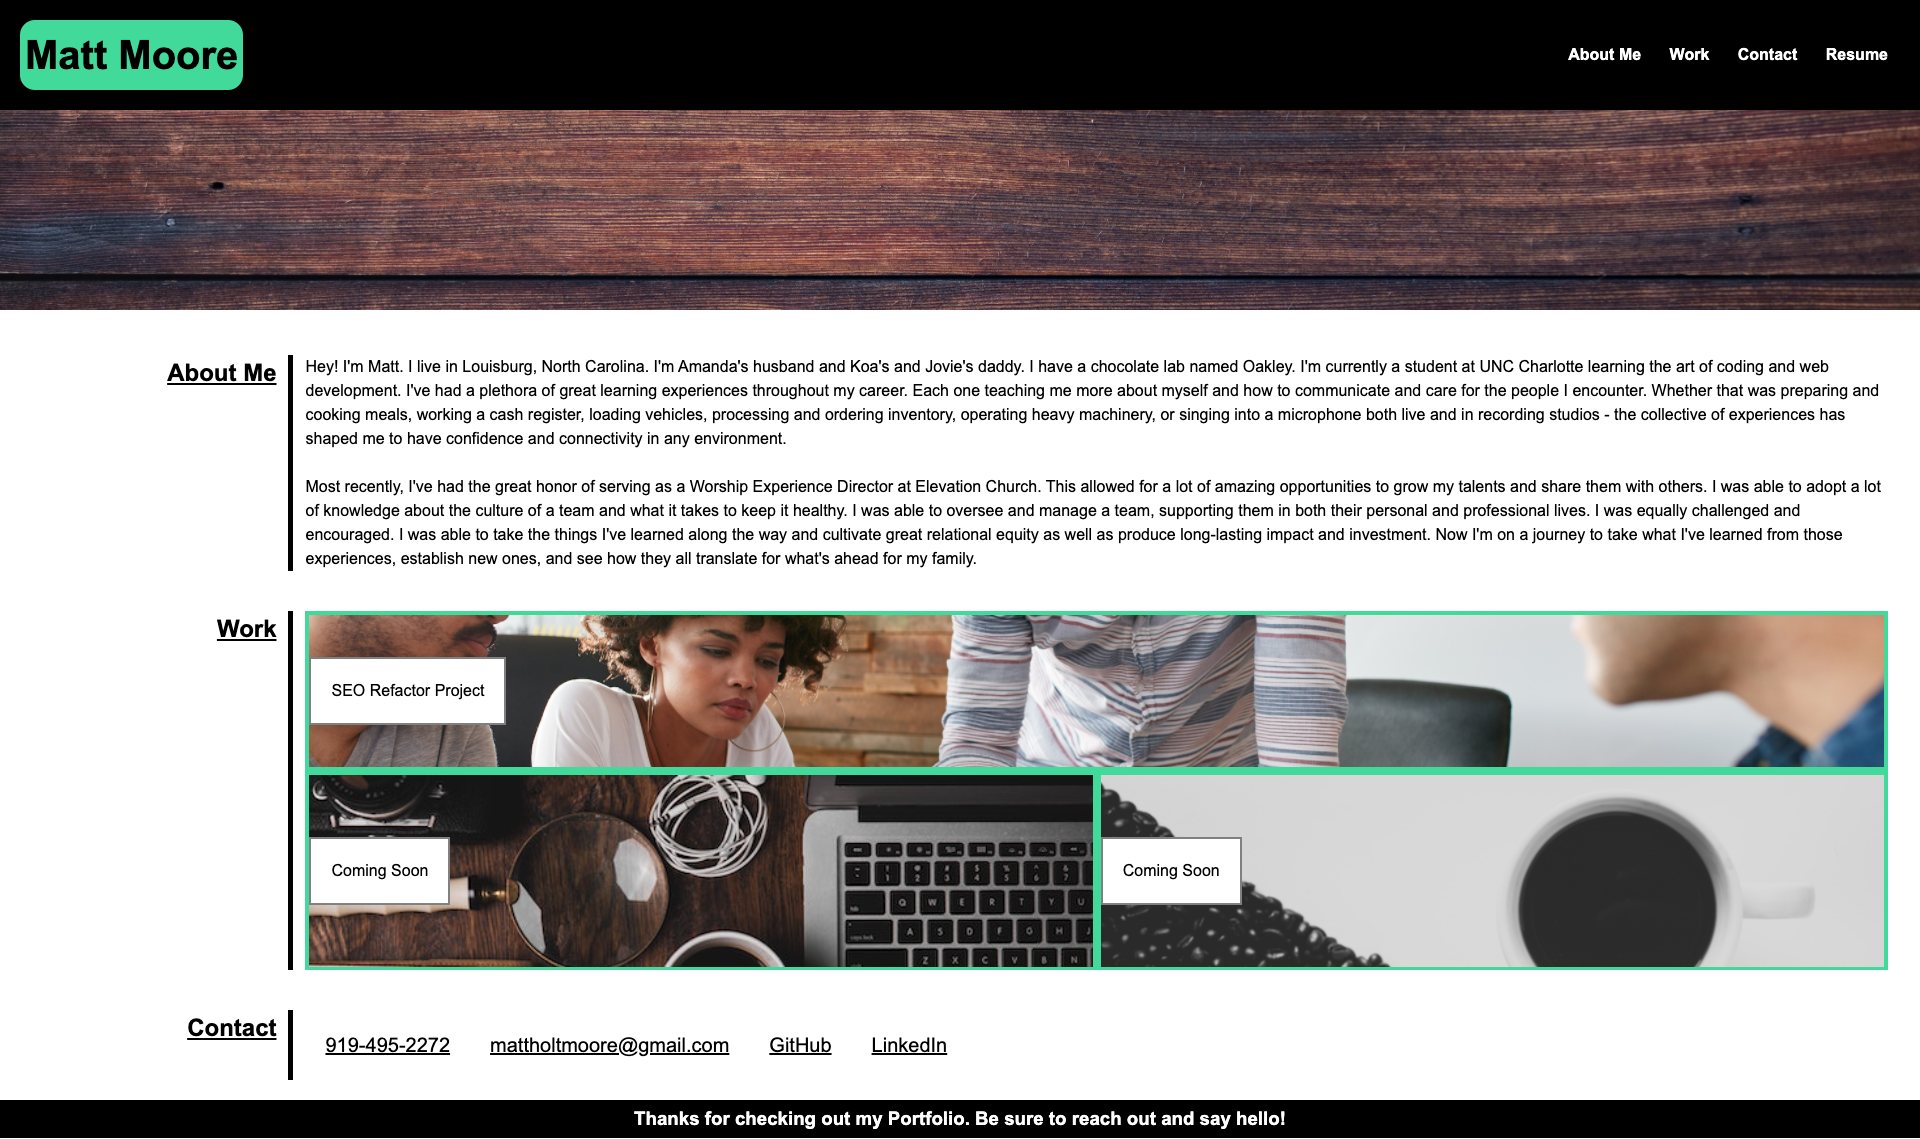 Matt Moore
About Me Work Contact Resume
About Me
Hey! I'm Matt. I live in Louisburg, North Carolina. I'm Amanda's husband and Koa's and Jovie's daddy. I have a chocolate lab named Oakley. I'm currently a student at UNC Charlotte learning the art of coding and web
development. I've had a plethora of great learning experiences throughout my career. Each one teaching me more about myself and how to communicate and care for the people I encounter. Whether that was preparing and
cooking meals, working a cash register, loading vehicles, processing and ordering inventory, operating heavy machinery, or singing into a microphone both live and in recording studios - the collective of experiences has
shaped me to have confidence and connectivity in any environment.
Most recently, I've had the great honor of serving as a Worship Experience Director at Elevation Church. This allowed for a lot of amazing opportunities to grow my talents and share them with others. I was able to adopt a lot
of knowledge about the culture of a team and what it takes to keep it healthy. I was able to oversee and manage a team, supporting them in both their personal and professional lives. I was equally challenged and
encouraged. I was able to take the things I've learned along the way and cultivate great relational equity as well as produce long-lasting impact and investment. Now I'm on a journey to take what I've learned from those
experiences, establish new ones, and see how they all translate for what's ahead for my family.
Work
SEO Refactor Project
Coming Soon
Coming Soon
Contact
919-495-2272 mattholtmoore@gmail.com GitHub LinkedIn
Thanks for checking out my Portfolio. Be sure to reach out and say hello!